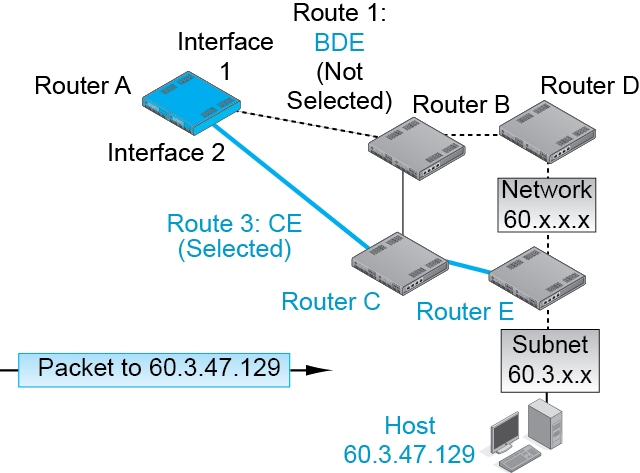 Route 1:
BDE
(Not
Selected)
Interface
1
Router A
Router B
Router D
Interface 2
Network
60.x.x.x
Route 3: CE
(Selected)
Router C
Router E
Subnet
60.3.x.x
Packet to 60.3.47.129
Host
60.3.47.129